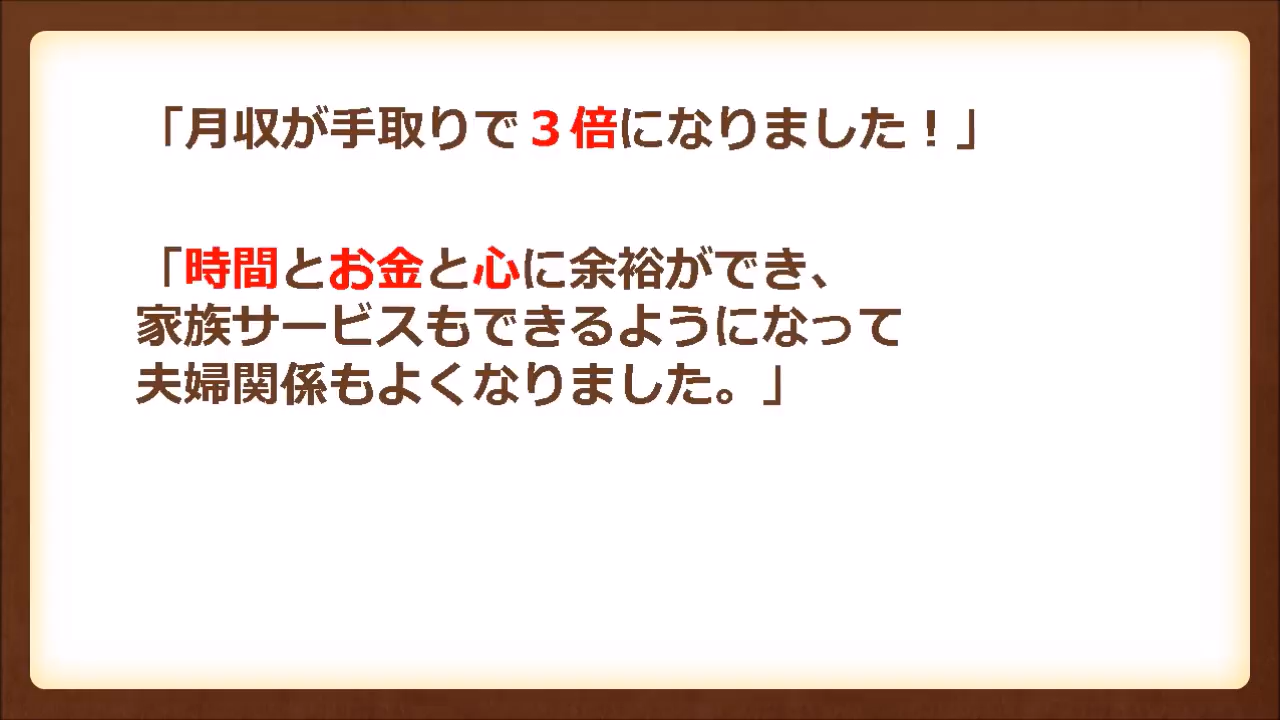 「月収が手取りで３倍になりました！」
「時間とお金と心に余裕ができ、
家族サービスもできるようになって
夫婦関係もよくなりました。」